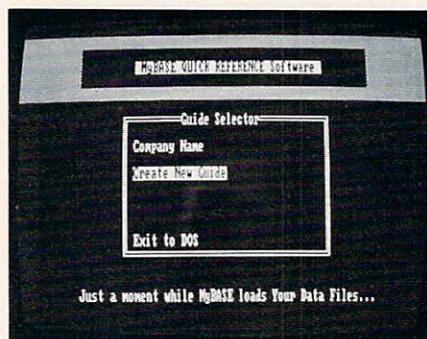 MyBASE QUICK REFERENCE Software
Guide Selector
Company Name
Create New Guide
Exit to DOS
Just a moment while MyBASE loads Your Data Files...